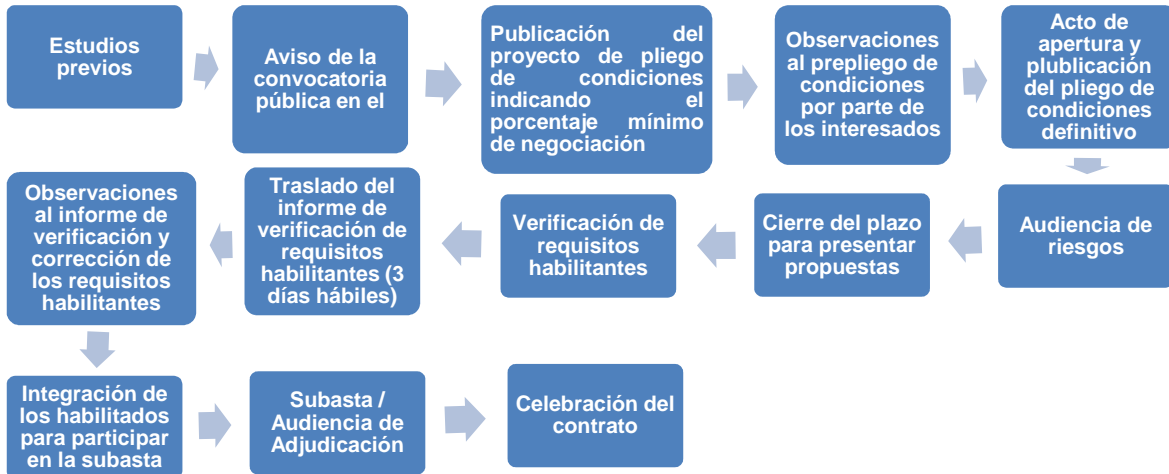 Estudios
previos
Aviso de la
convocatoria
pública en el
Publicación del
proyecto de pliego
de condiciones
indicando el
porcentaje mínimo
de negociación
Observaciones
al prepliego de
condiciones
por parte de
los interesados
Acto de
apertura y
plublicación
del pliego de
condiciones
definitivo
Audiencia de
riesgos
Cierre del plazo
para presentar
propuestas
Verificación de
requisitos
habilitantes
Traslado del
informe de
verificación de
requisitos
habilitantes (3
días hábiles)
Observaciones
al informe de
verificación y
corrección de
los requisitos
habilitantes
Integración de
los habilitados
para participar
en la subasta
Subasta /
Audiencia de
Adjudicación
Celebración del
contrato